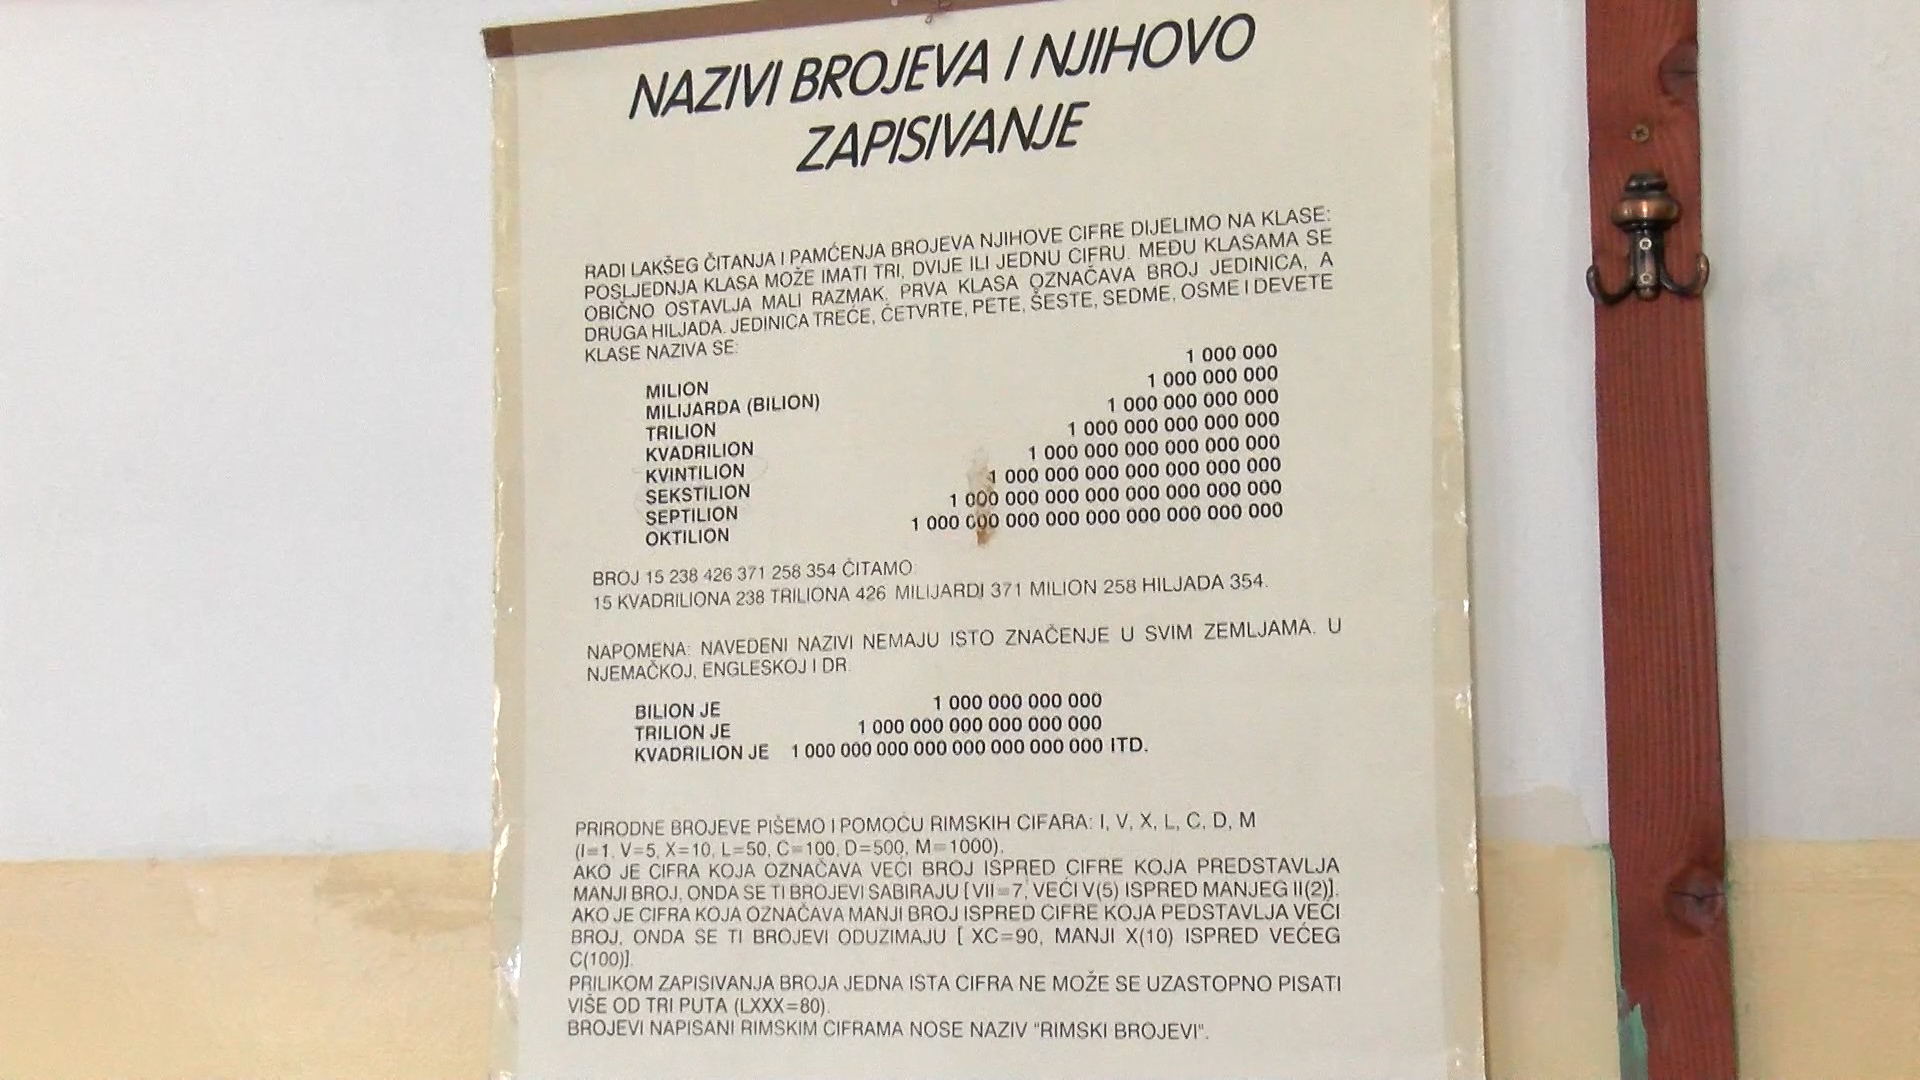 NAZIVI BROJEVA I NJIHOVO
ZAPISIVANJE
RADI LAKŠEG ČITANJA I PAMĆENJA BROJEVA NJIHOVE CIFRE DIJELIMO NA KLASE:
POSLJEDNJA KLASA MOŽE IMATI TRI, DVIJE ILI JEDNU CIFRU. MEĐU KLASAMA SE
OBIČNO OSTAVLJA MALI RAZMAK. PRVA KLASA OZNAČAVA BROJ JEDINICA, A
DRUGA HILJADA. JEDINICA TREĆE, ČETVRTE, PETE, ŠESTE, SEDME, OSME I DEVETE
KLASE NAZIVA SE:
MILION 1 000 000
MILIJARDA (BILION) 1 000 000 000
TRILION 1 000 000 000 000
KVADRILION 1 000 000 000 000 000
KVINTILION 1 000 000 000 000 000 000
SEKSTILION 1 000 000 000 000 000 000 000
SEPTILION 1 000 000 000 000 000 000 000 000
OKTILION 1 000 000 000 000 000 000 000 000 000
BROJ 15 238 426 371 258 354 ČITAMO
15 KVADRILIONA 238 TRILIONA 426 MILIJARDI 371 MILION 258 HILJADA 354.
NAPOMENA: NAVEDENI NAZIVI NEMAJU ISTO ZNAČENJE U SVIM ZEMLJAMA. U
NJEMAČKOJ, ENGLESKOJ I DR.
BILION JE 1 000 000 000 000
TRILION JE 1 000 000 000 000 000 000
KVADRILION JE 1 000 000 000 000 000 000 000 000 ITD.
PRIRODNE BROJEVE PIŠEMO I POMOĆU RIMSKIH CIFARA: I, V, X, L, C, D, M
(I=1, V=5, X=10, L=50, C=100, D=500, M=1000).
AKO JE CIFRA KOJA OZNAČAVA VEĆI BROJ ISPRED CIFRE KOJA PREDSTAVLJA
MANJI BROJ, ONDA SE TI BROJEVI SABIRAJU [VII=7, VEĆI V(5) ISPRED MANJEG II(2)].
AKO JE CIFRA KOJA OZNAČAVA MANJI BROJ ISPRED CIFRE KOJA PEDSTAVLJA VEĆI
BROJ, ONDA SE TI BROJEVI ODUZIMAJU [ XC=90, MANJI X(10) ISPRED VEĆEG
C(100)].
PRILIKOM ZAPISIVANJA BROJA JEDNA ISTA CIFRA NE MOŽE SE UZASTOPNO PISATI
VIŠE OD TRI PUTA (LXXX=80).
BROJEVI NAPISANI RIMSKIM CIFRAMA NOSE NAZIV "RIMSKI BROJEVI".